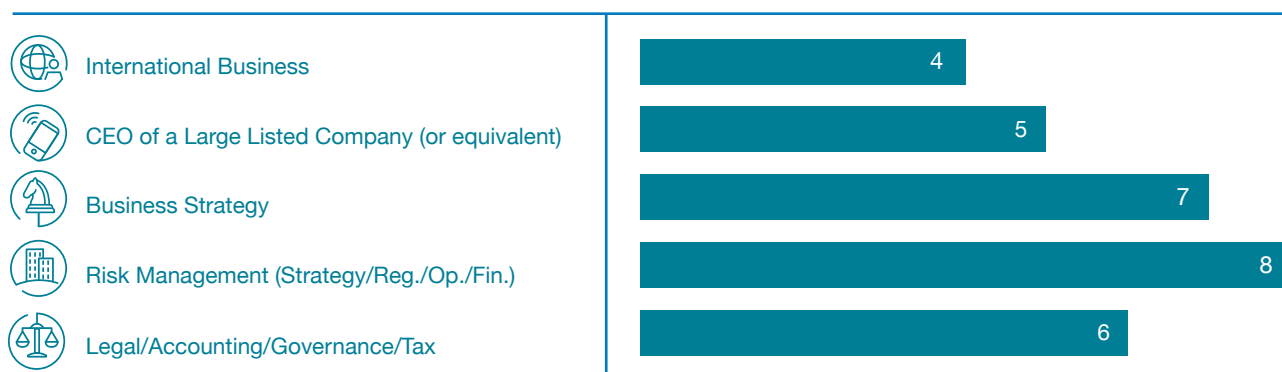 International Business
4
CEO of a Large Listed Company (or equivalent)
5
Business Strategy
7
Risk Management (Strategy/Reg./Op./Fin.)
8
Legal/Accounting/Governance/Tax
6